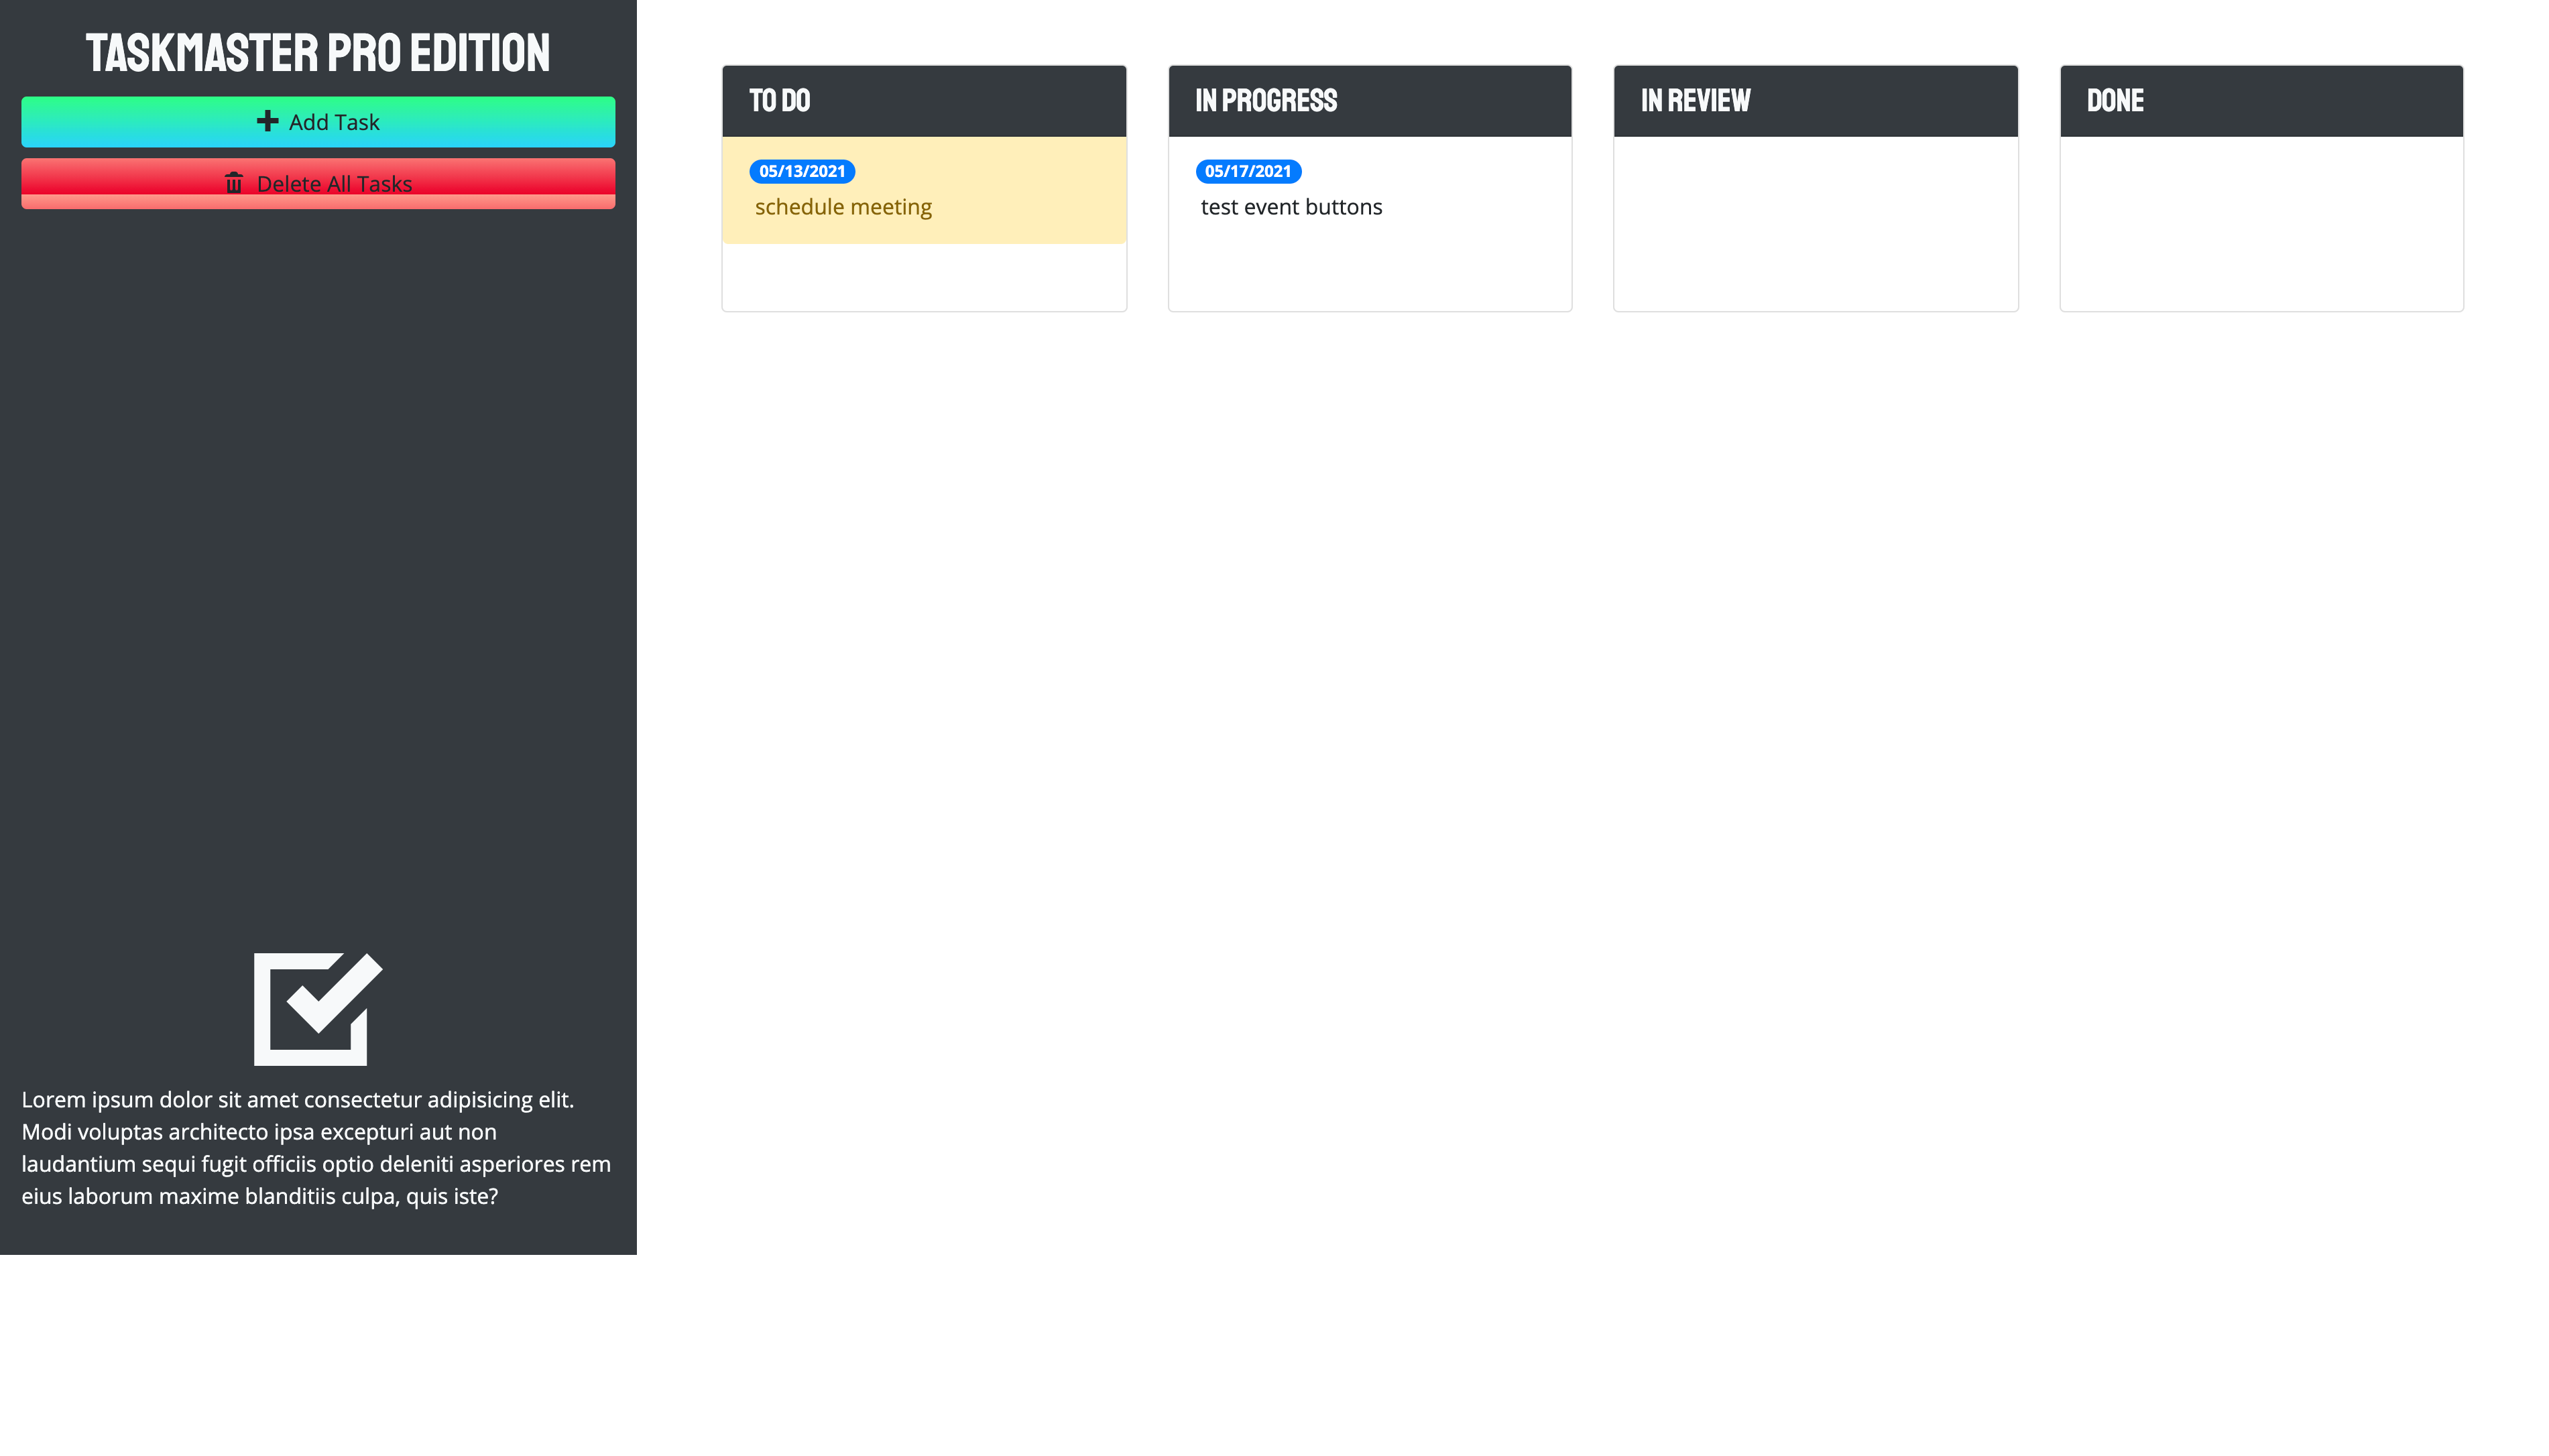 TASKMASTER PRO EDITION
Add Task
Delete All Tasks
Lorem ipsum dolor sit amet consectetur adipisicing elit.
Modi voluptas architecto ipsa excepturi aut non
laudantium sequi fugit officiis optio deleniti asperiores rem
eius laborum maxime blanditiis culpa, quis iste?
TO DO
05/13/2021
schedule meeting
IN PROGRESS
05/17/2021
test event buttons
IN REVIEW
DONE